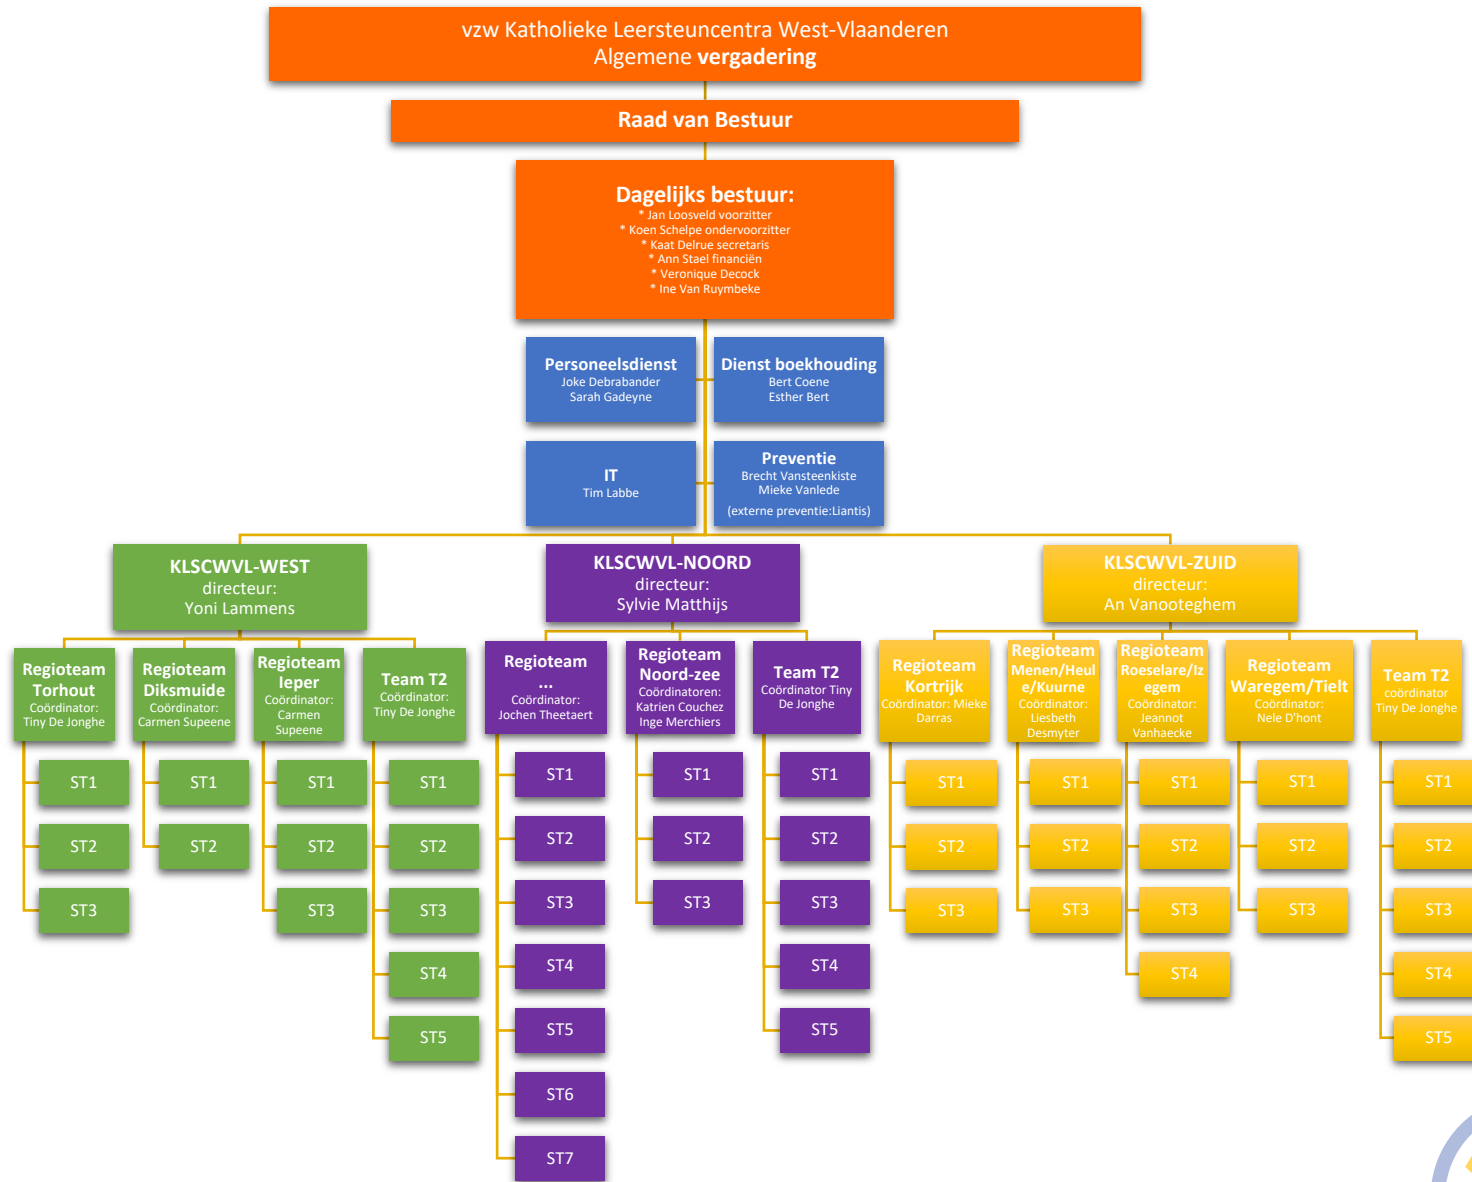 vzw Katholieke Leersteuncentra West-Vlaanderen
Algemene vergadering
Raad van Bestuur
Dagelijks bestuur:
* Jan Loosveld voorzitter
* Koen Schelpe ondervoorzitter
* Kaat Delrue secretaris
* Ann Stael financiën
* Veronique Decock
* Ine Van Ruymbeke
Personeelsdienst
Joke Debrabander
Sarah Gadeyne
Dienst boekhouding
Bert Coene
Esther Bert
IT
Tim Labbe
Preventie
Brecht Vansteenkiste
Mieke Vanlede
(externe preventie:Liantis)
KLSCWVL-WEST
directeur:
Yoni Lammens
Regioteam
Torhout
Coördinator:
Tiny De Jonghe
ST1
ST2
ST3
Regioteam
Diksmuide
Coördinator:
Carmen Supeene
ST1
ST2
Regioteam
Ieper
Coördinator:
Carmen
Supeene
ST1
ST2
ST3
Team T2
Coördinator:
Tiny De Jonghe
ST1
ST2
ST3
ST4
ST5
KLSCWVL-NOORD
directeur:
Sylvie Matthijs
Regioteam
...
Coördinator:
Jochen Theetaert
ST1
ST2
ST3
ST4
ST5
ST6
ST7
Regioteam
Noord-zee
Coördinatoren:
Katrien Couchez
Inge Merchiers
ST1
ST2
ST3
Team T2
Coördinator Tiny
De Jonghe
ST1
ST2
ST3
ST4
ST5
KLSCWVL-ZUID
directeur:
An Vanooteghem
Regioteam
Kortrijk
Coördinator: Mieke
Darras
ST1
ST2
ST3
Regioteam
Menen/Heul
e/Kuurne
Coördinator:
Liesbeth
Desmyter
ST1
ST2
ST3
Regioteam
Roeselare/Iz
egem
Coördinator:
Jeannot
Vanhaecke
ST1
ST2
ST3
ST4
Regioteam
Waregem/Tielt
Coördinator:
Nele D'hont
ST1
ST2
ST3
Team T2
coördinator
Tiny De Jonghe
ST1
ST2
ST3
ST4
ST5